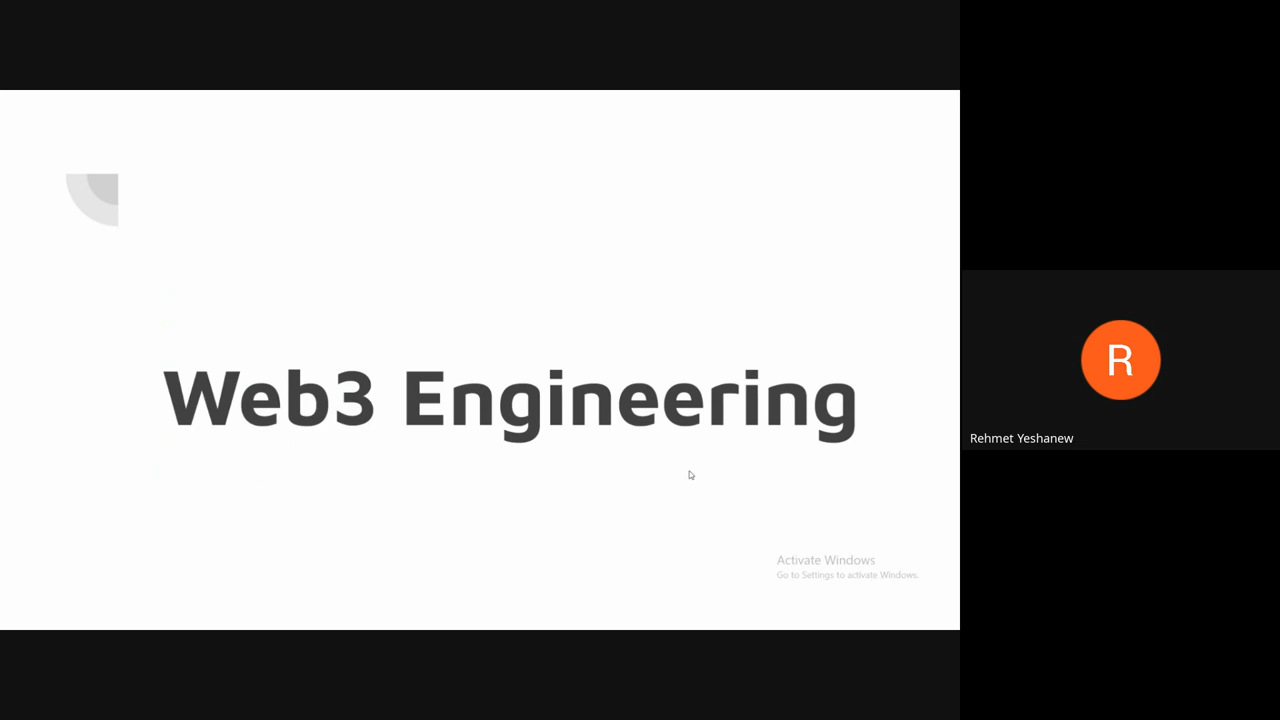 Web3 Engineering
Activate Windows
Go to Settings to activate Windows.
R
Rehmet Yeshanew